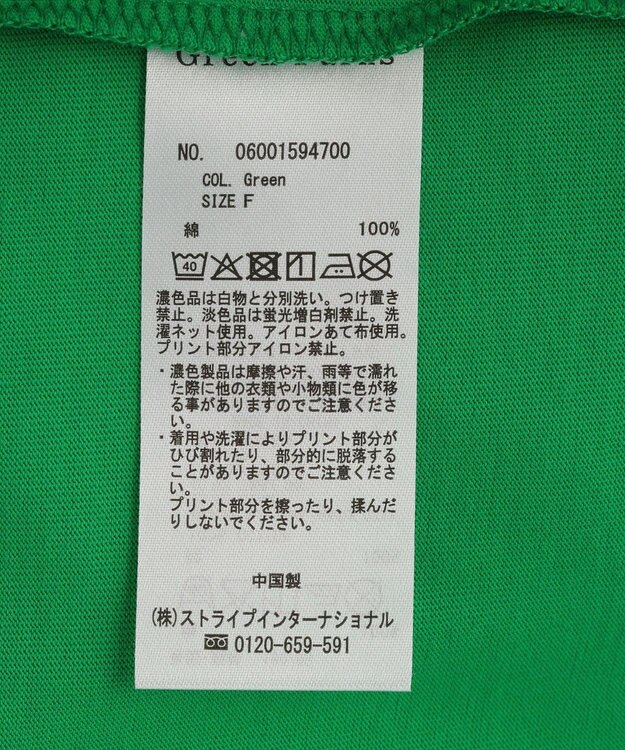 Green Parks
NO. 06001594700
COL. Green
SIZE F
綿 100%
40
濃色品は白物と分別洗い。つけ置き
禁止。淡色品は蛍光増白剤禁止。洗
濯ネット使用。アイロンあて布使用。
プリント部分アイロン禁止。
・濃色製品は摩擦や汗、雨等で濡れ
た際に他の衣類や小物類に色が移
る事がありますのでご注意くださ
い。
・着用や洗濯によりプリント部分が
ひび割れたり、部分的に脱落する
ことがありますのでご注意くださ
い。
プリント部分を擦ったり、揉んだ
りしないでください。
中国製
(株)ストライプインターナショナル
0120-659-591